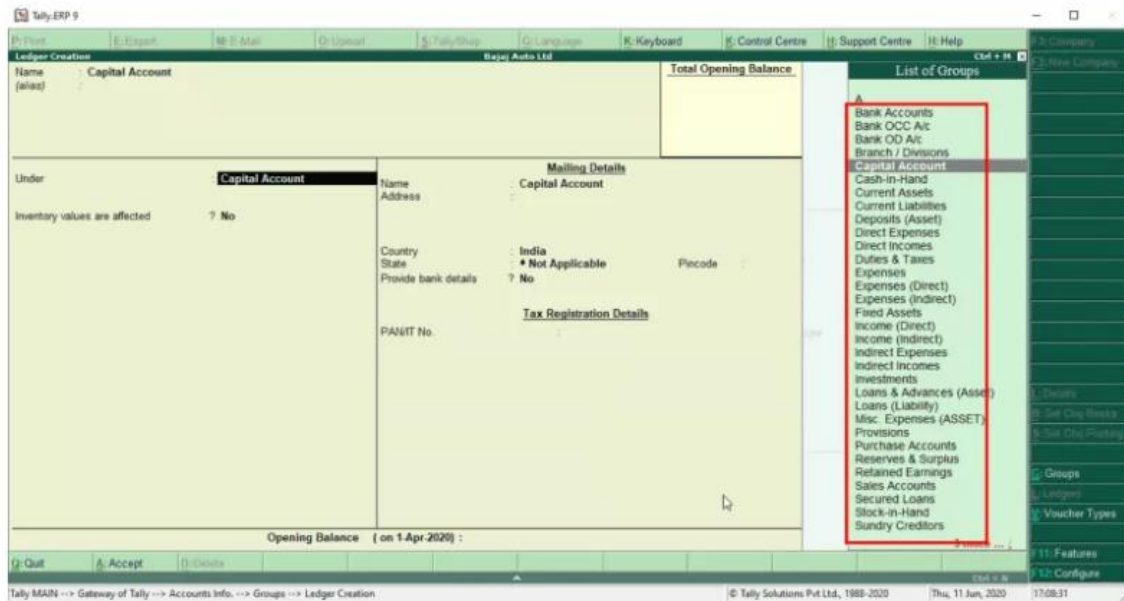 Tally.ERP 9
P: Print E: Export M: E-Mail O: Upload S: TallyShop G: Language K: Keyboard K: Control Centre H: Support Centre H: Help
Ledger Creation Bajaj Auto Ltd Ctrl + M
Name : Capital Account
(alias) :
Total Opening Balance
Under : Capital Account
Inventory values are affected ? No
Mailing Details
Name : Capital Account
Address :
Country : India
State : * Not Applicable Pincode :
Provide bank details ? No
Tax Registration Details
PAN/IT No. :
Opening Balance ( on 1-Apr-2020) :
List of Groups
A
Bank Accounts
Bank OCC A/c
Bank OD A/c
Branch / Divisions
Capital Account
Cash-in-Hand
Current Assets
Current Liabilities
Deposits (Asset)
Direct Expenses
Direct Incomes
Duties & Taxes
Expenses
Expenses (Direct)
Expenses (Indirect)
Fixed Assets
Income (Direct)
Income (Indirect)
Indirect Expenses
Indirect Incomes
Investments
Loans & Advances (Asset)
Loans (Liability)
Misc. Expenses (ASSET)
Provisions
Purchase Accounts
Reserves & Surplus
Retained Earnings
Sales Accounts
Secured Loans
Stock-in-Hand
Sundry Creditors
F3: Company
F3: New Company
L: Details
B: Set Chq Books
S: Set Chq Printing
G: Groups
L: Ledgers
V: Voucher Types
F11: Features
F12: Configure
Q: Quit A: Accept D: Delete
Ctrl + N
Tally MAIN --> Gateway of Tally --> Accounts Info. --> Groups --> Ledger Creation © Tally Solutions Pvt Ltd., 1988-2020 Thu, 11 Jun, 2020 17:08:31